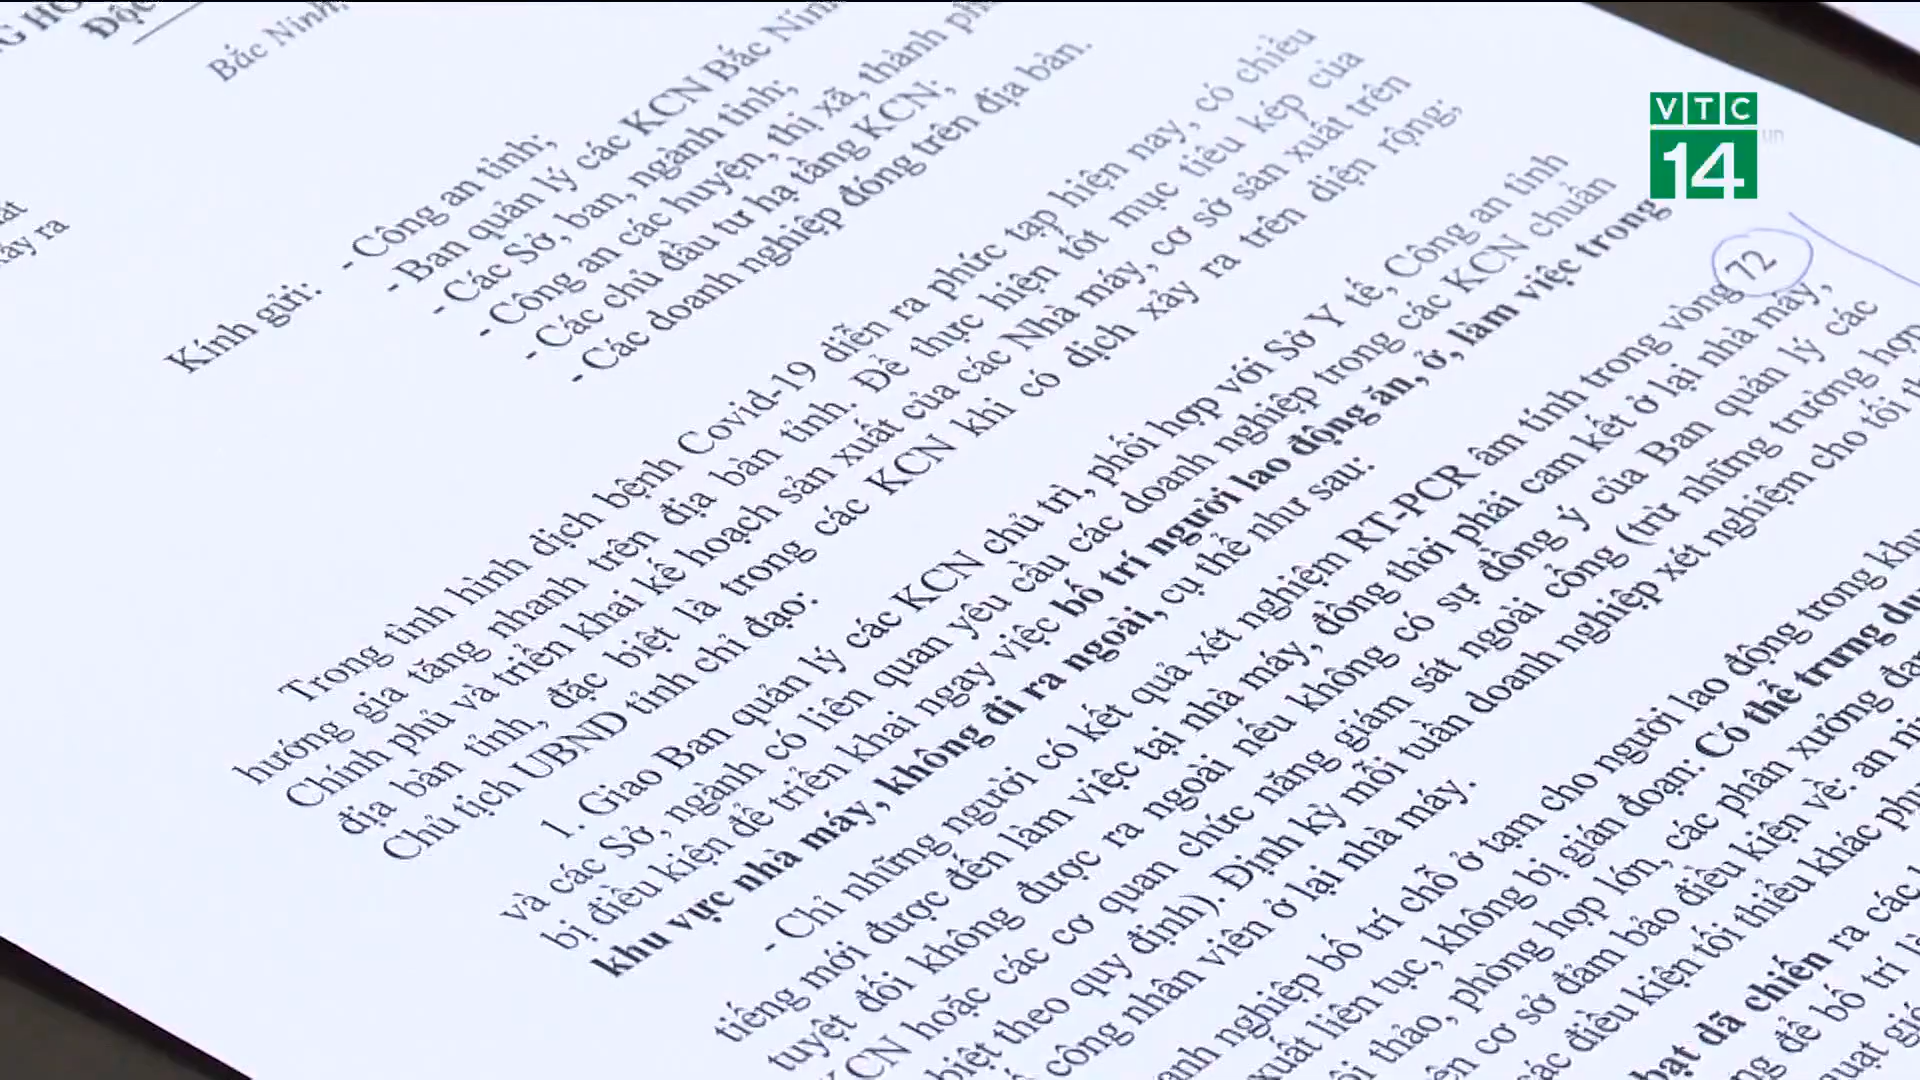 Bắc Ninh,
Kính gửi: - Công an tỉnh;
- Ban quản lý các KCN Bắc Ninh
- Các Sở, ban, ngành tỉnh;
- Công an các huyện, thị xã, thành
- Các chủ đầu tư hạ tầng KCN;
- Các doanh nghiệp đóng trên địa bàn.
Trong tình hình dịch bệnh Covid-19 diễn ra phức tạp hiện nay, có chiều
hướng gia tăng nhanh trên địa bàn tỉnh. Để thực hiện tốt mục tiêu kép của
Chính phủ và triển khai kế hoạch sản xuất của các Nhà máy, cơ sở sản xuất trên
địa bàn tỉnh, đặc biệt là trong các KCN khi có dịch xảy ra trên diện rộng;
Chủ tịch UBND tỉnh chỉ đạo:
1. Giao Ban quản lý các KCN chủ trì, phối hợp với Sở Y tế, Công an tỉnh
và các Sở, ngành có liên quan yêu cầu các doanh nghiệp trong các KCN chuẩn
bị điều kiện để triển khai ngay việc bố trí người lao động ăn, ở, làm việc trong
khu vực nhà máy, không đi ra ngoài, cụ thể như sau:
- Chỉ những người có kết quả xét nghiệm RT-PCR âm tính trong vòng 72
tiếng mới được đến làm việc tại nhà máy, đồng thời phải cam kết ở lại nhà máy,
tuyệt đối không được ra ngoài nếu không có sự đồng ý của Ban quản lý các
KCN hoặc các cơ quan chức năng giám sát ngoài cổng (trừ những trường hợp
biệt theo quy định). Định kỳ mỗi tuần doanh nghiệp xét nghiệm cho tối
công nhân viên ở lại nhà máy.
nghiệp bố trí chỗ ở tạm cho người lao động trong
xuất liên tục, không bị gián đoạn: Có thể trưng
thảo, phòng họp lớn, các phân xưởng
cơ sở đảm bảo điều kiện về: an
các điều kiện tối thiểu khác
dã chiến ra các
để bố trí
VTC
14